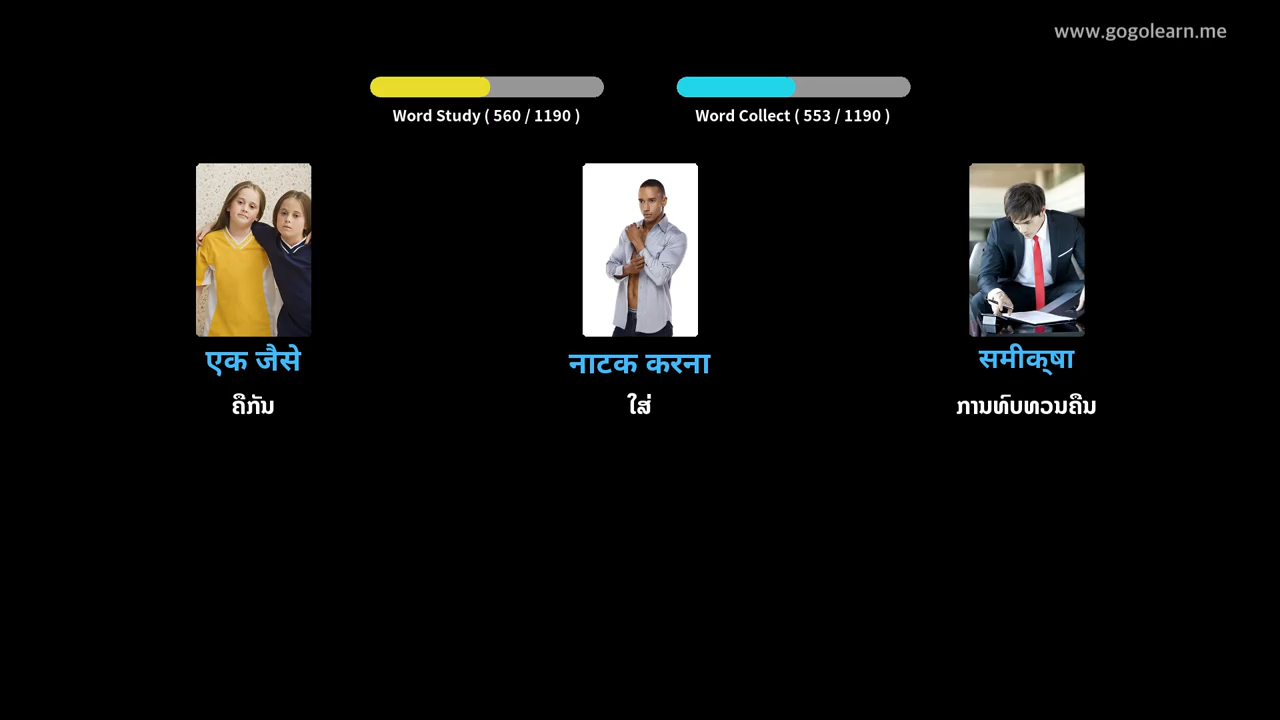 www.gogolearn.me
Word Study ( 560 / 1190 )
Word Collect ( 553 / 1190 )
एक जैसे
नाटक करना
समीक्षा
ຄືກັນ
ໃສ່
ການທົບທວນຄືນ